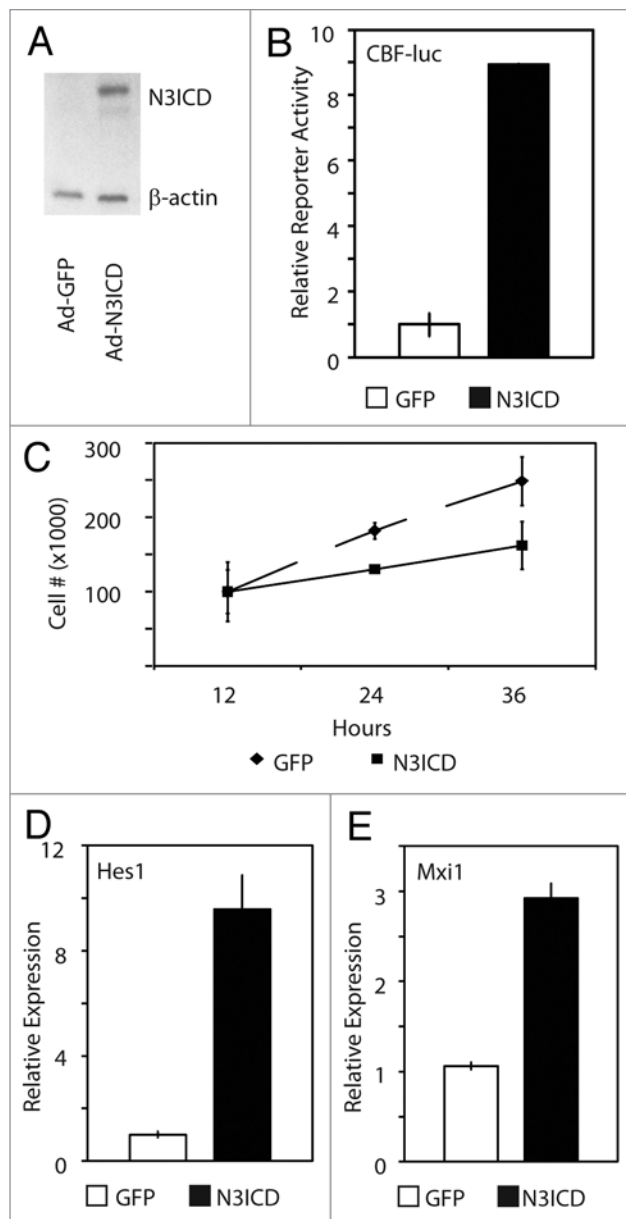 A
N3ICD
β-actin
Ad-GFP
Ad-N3ICD
B
CBF-luc
Relative Reporter Activity
10
8
6
4
2
0
GFP N3ICD
C
Cell # (x1000)
300
200
100
12 24 36
Hours
GFP N3ICD
D
Hes1
Relative Expression
12
8
4
0
GFP N3ICD
E
Mxi1
Relative Expression
3
2
1
0
GFP N3ICD